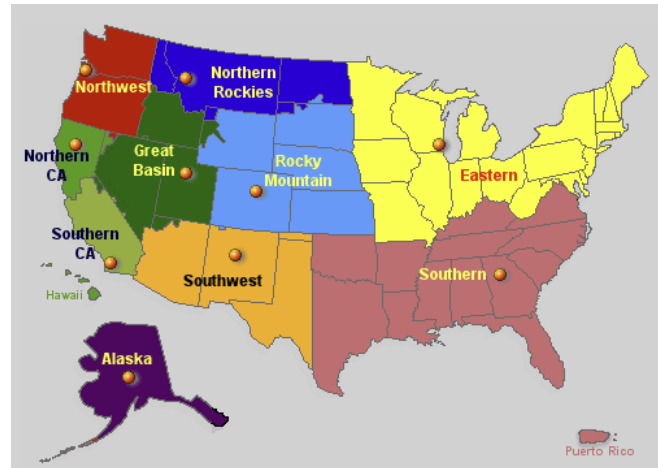 Northern
Rockies
Northwest
Northern
CA
Great
Basin
Rocky
Mountain
Eastern
Southern
CA
Southwest
Southern
Hawaii
Alaska
Puerto Rico